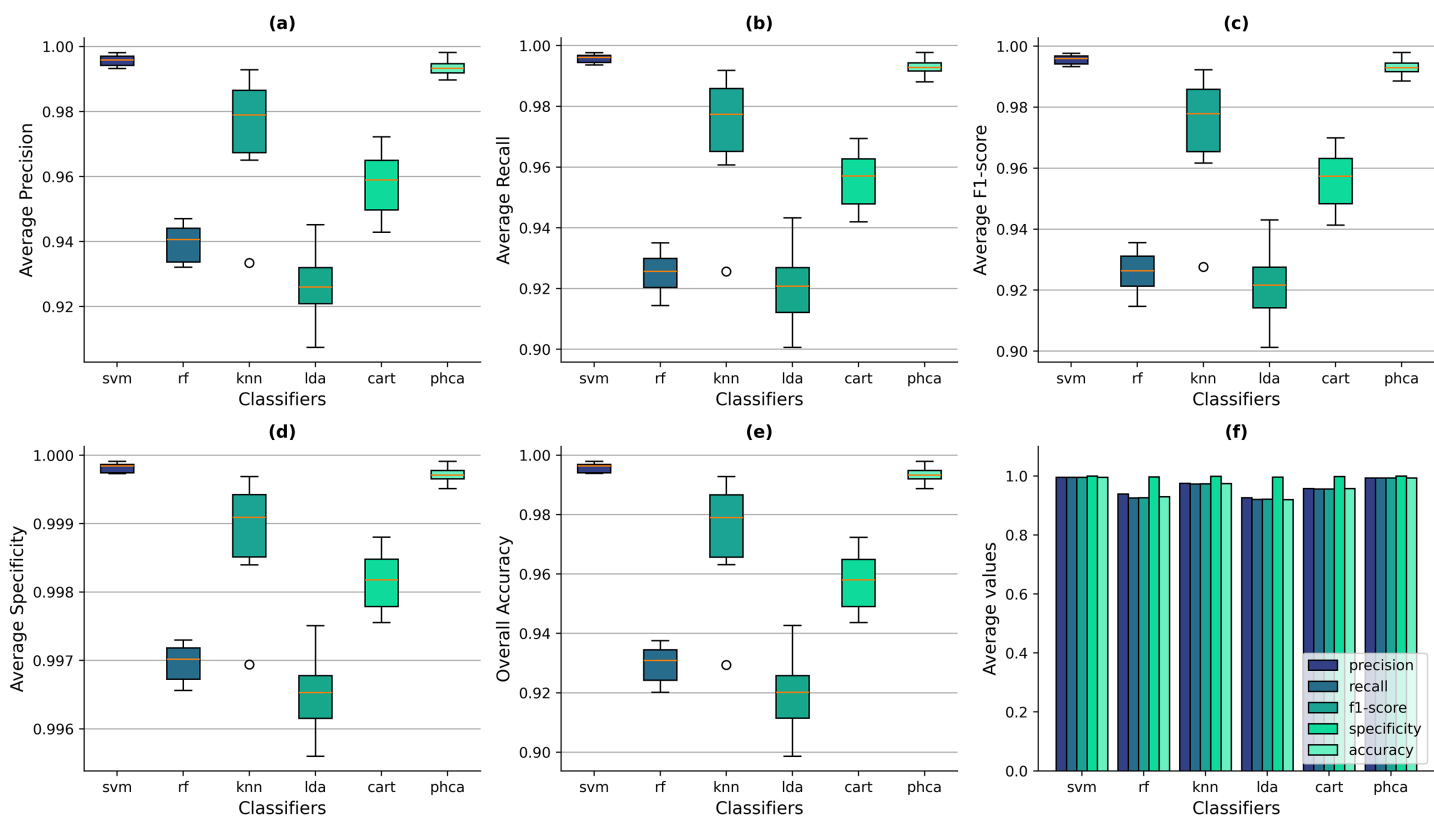 (a)
Average Precision
1.00
0.98
0.96
0.94
0.92
svm rf knn lda cart phca
Classifiers
(b)
Average Recall
1.00
0.98
0.96
0.94
0.92
0.90
svm rf knn lda cart phca
Classifiers
(c)
Average F1-score
1.00
0.98
0.96
0.94
0.92
0.90
svm rf knn lda cart phca
Classifiers
(d)
Average Specificity
1.000
0.999
0.998
0.997
0.996
svm rf knn lda cart phca
Classifiers
(e)
Overall Accuracy
1.00
0.98
0.96
0.94
0.92
0.90
svm rf knn lda cart phca
Classifiers
(f)
Average values
1.0
0.8
0.6
0.4
0.2
0.0
precision
recall
f1-score
specificity
accuracy
svm rf knn lda cart phca
Classifiers